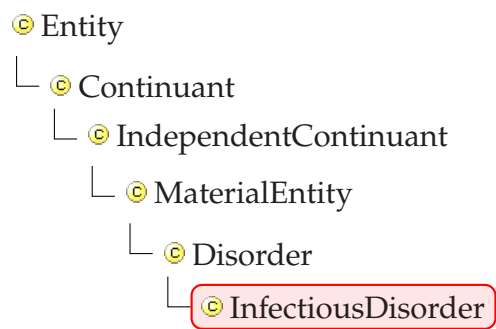 Entity
Continuant
IndependentContinuant
MaterialEntity
Disorder
InfectiousDisorder